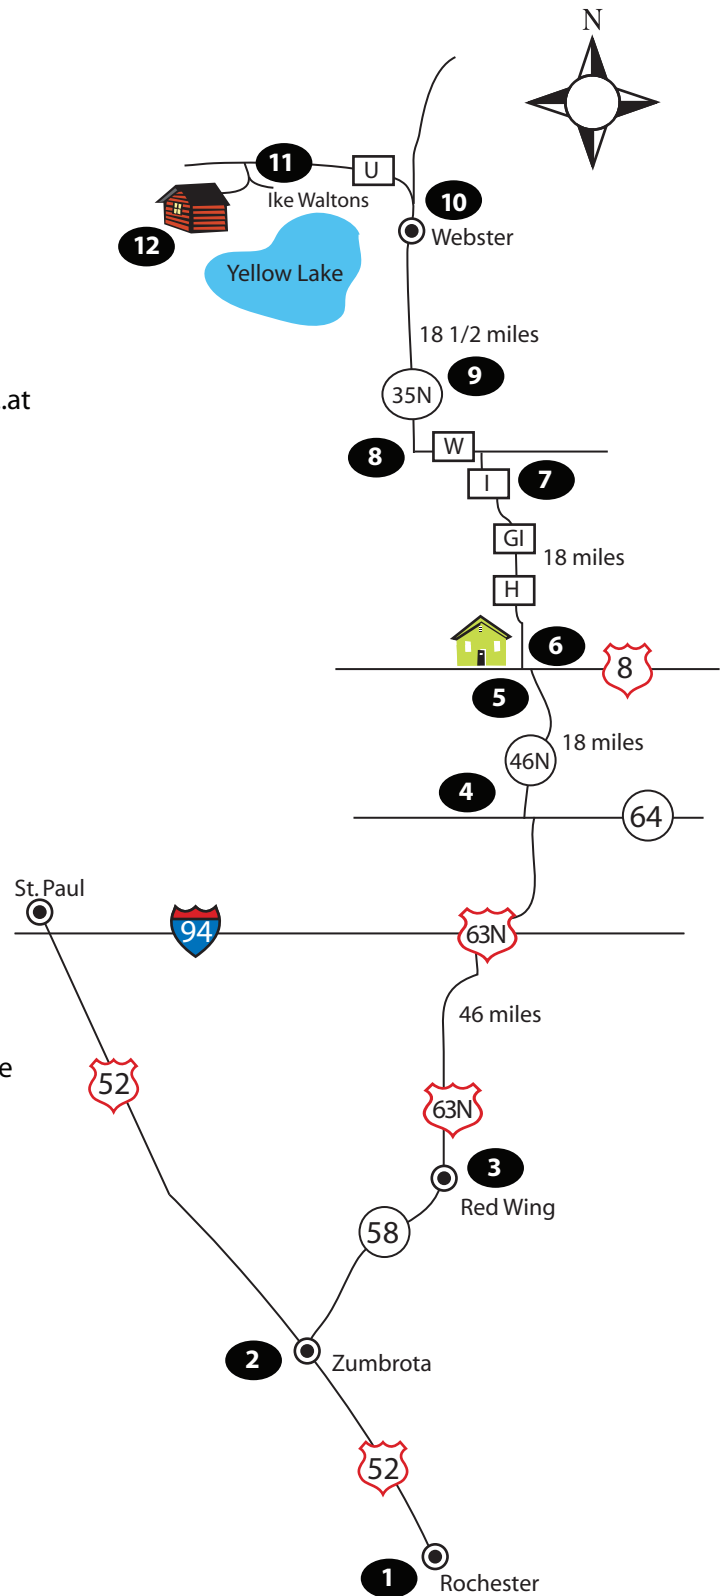 N
11
U
Ike Waltons
10
12
Webster
Yellow Lake
18 1/2 miles
9
35N
.at
8
W
I
7
GI
18 miles
H
6
8
5
18 miles
46N
4
64
St. Paul
94
63N
46 miles
e
52
63N
3
Red Wing
58
2
Zumbrota
52
1
Rochester